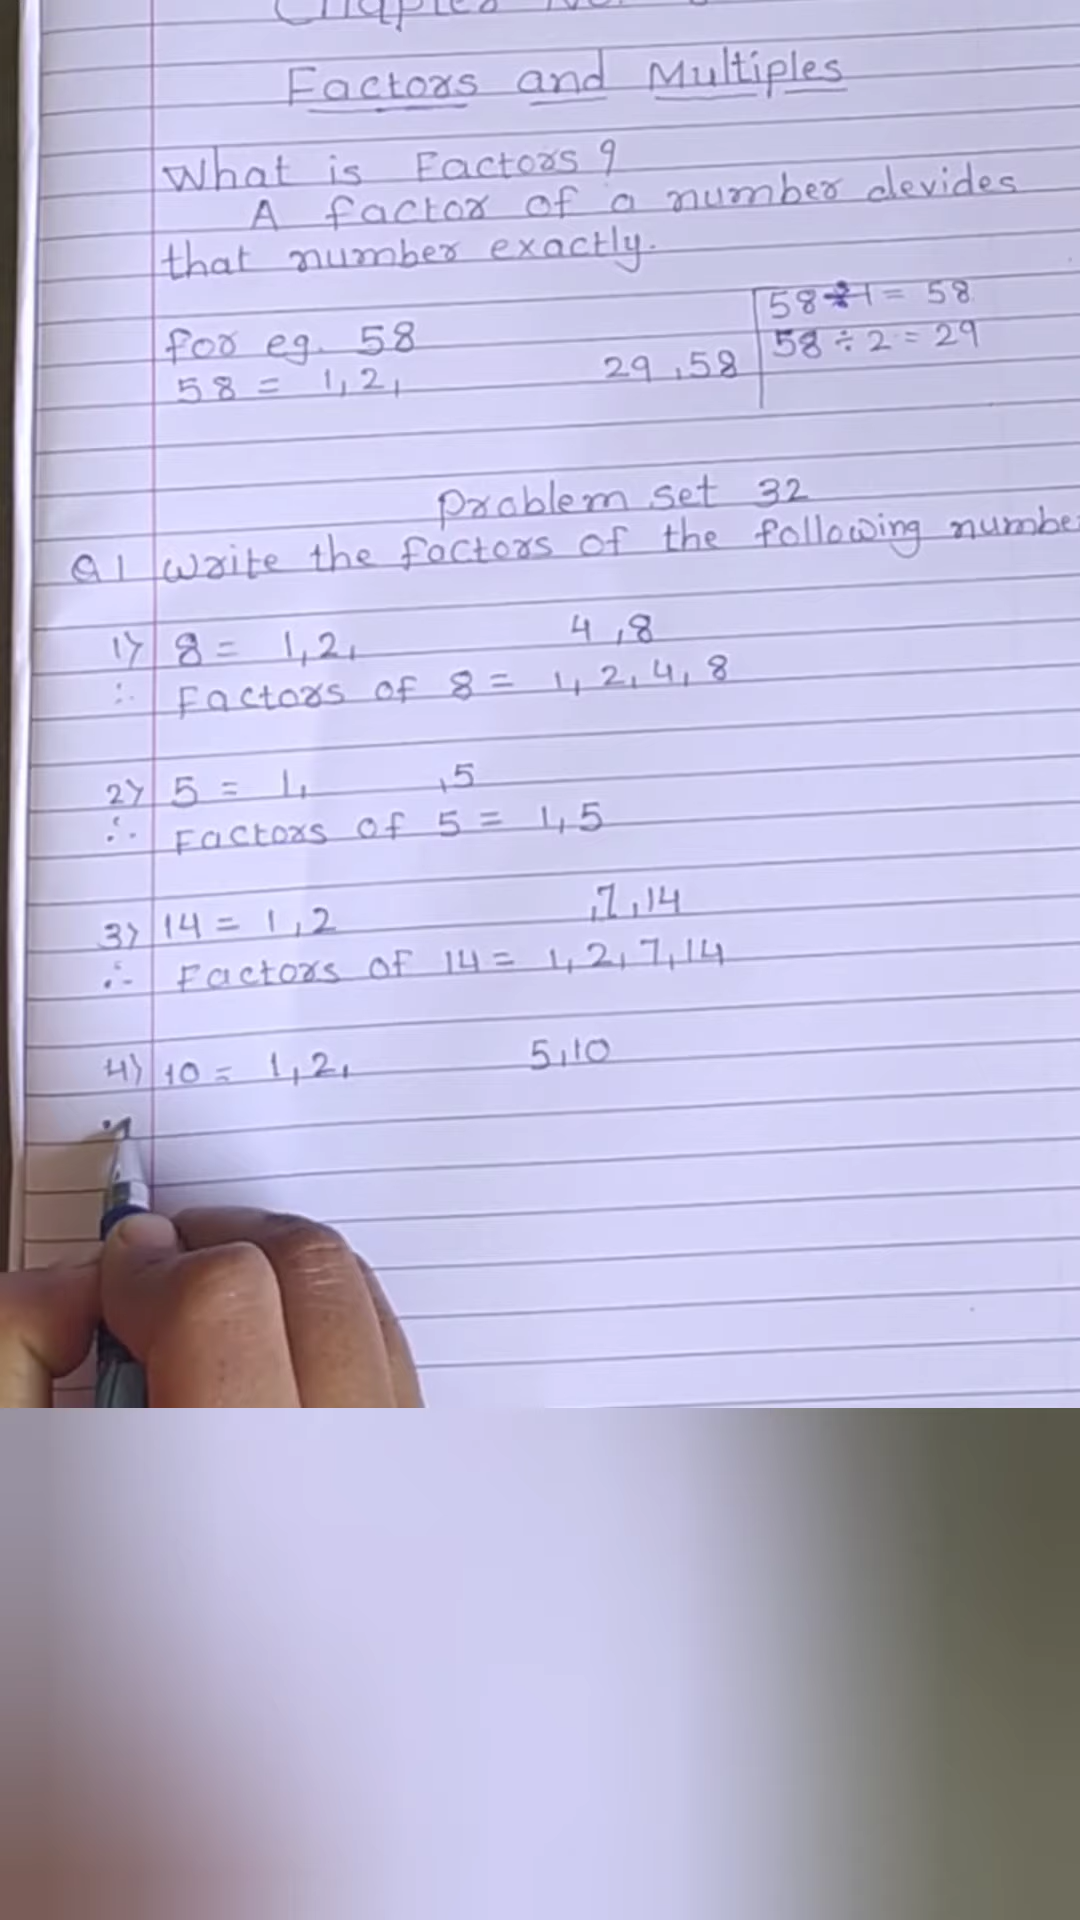 Factors and Multiples
What is Factors ?
A factor of a number devides
that number exactly.
for eg. 58
58 ÷ 1 = 58
58 ÷ 2 = 29
58 = 1, 2, 29, 58
Problem set 32
Q1 Write the factors of the following numbe
1) 8 = 1, 2, 4, 8
∴ Factors of 8 = 1, 2, 4, 8
2) 5 = 1, , 5
∴ Factors of 5 = 1, 5
3) 14 = 1, 2 , 7, 14
∴ Factors of 14 = 1, 2, 7, 14
4) 10 = 1, 2, 5, 10